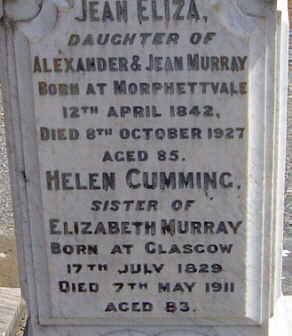 JEAN ELIZA,
DAUGHTER OF
ALEXANDER & JEAN MURRAY
BORN AT MORPHETTVALE
12TH APRIL 1842,
DIED 8TH OCTOBER 1927
AGED 85.
HELEN CUMMING,
SISTER OF
ELIZABETH MURRAY
BORN AT GLASGOW
17TH JULY 1829
DIED 7TH MAY 1911
AGED 83.